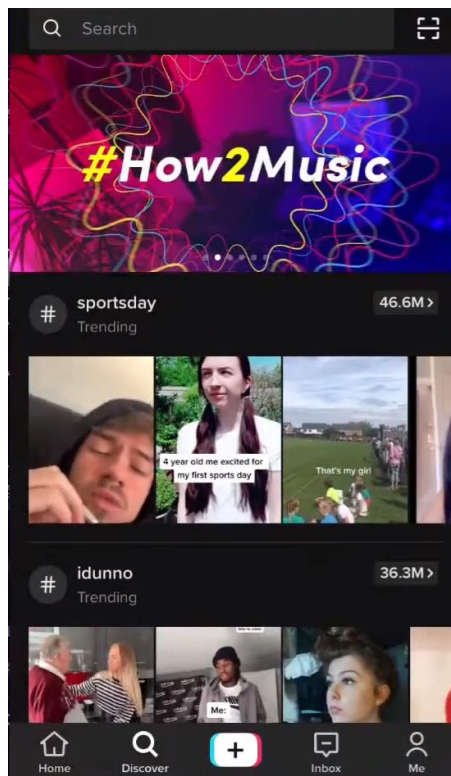 Search
#How2Music
# sportsday 46.6M >
Trending
4 year old me excited for
my first sports day
That's my girl
# idunno 36.3M >
Trending
Me:
Home Discover + Inbox Me